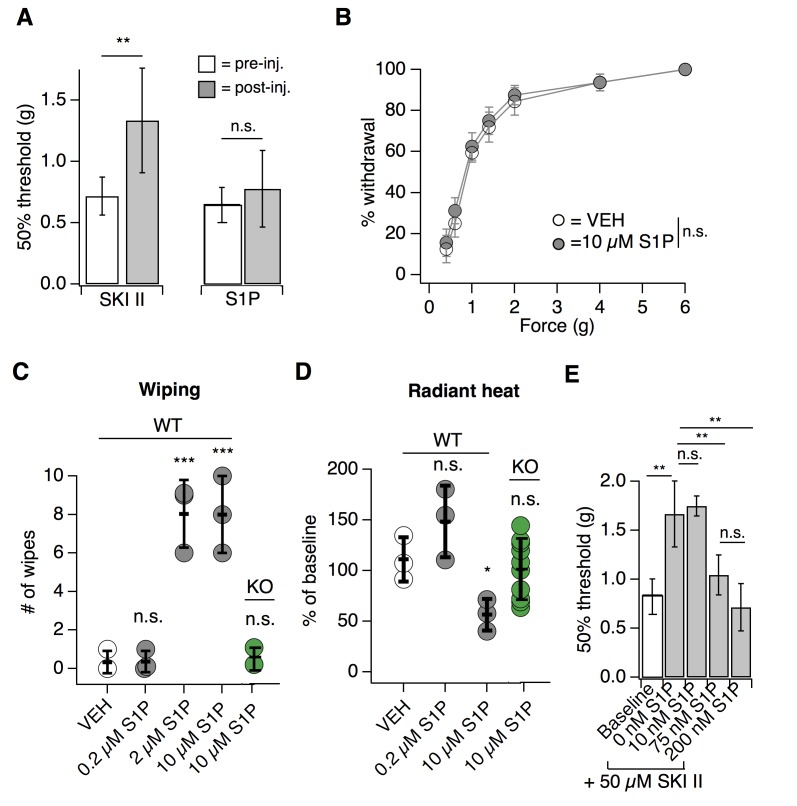 A
**
= pre-inj.
= post-inj.
n.s.
50% threshold (g)
1.5
1.0
0.5
0.0
SKI II
S1P
B
% withdrawal
100
80
60
40
20
0
= VEH
=10 µM S1P
n.s.
0 1 2 3 4 5 6
Force (g)
C
Wiping
WT
***
***
# of wipes
10
8
6
4
2
0
n.s.
KO
n.s.
VEH
0.2 µM S1P
2 µM S1P
10 µM S1P
10 µM S1P
D
Radiant heat
WT
n.s.
KO
n.s.
*
% of baseline
200
150
100
50
0
VEH
0.2 µM S1P
10 µM S1P
10 µM S1P
E
**
**
n.s.
**
n.s.
50% threshold (g)
2.0
1.5
1.0
0.5
0.0
Baseline
0 nM S1P
10 nM S1P
75 nM S1P
200 nM S1P
+ 50 µM SKI II